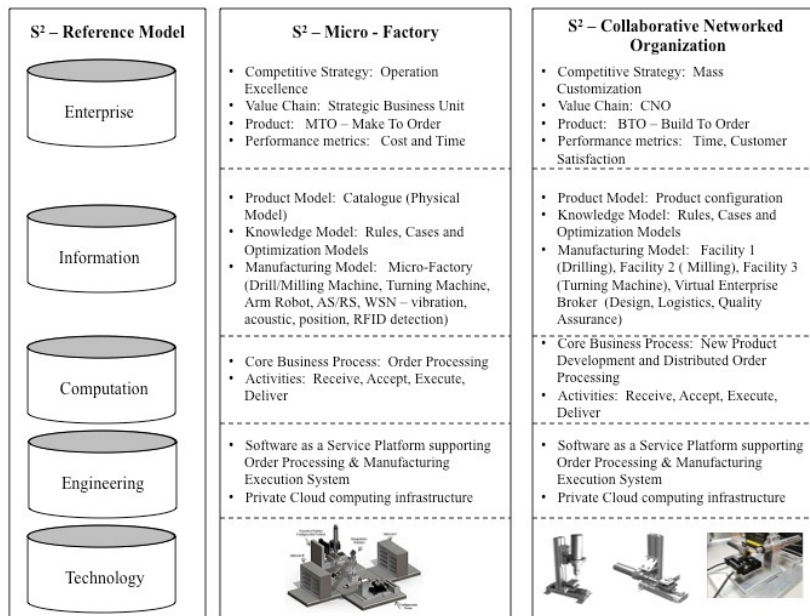 S² – Reference Model
Enterprise
Information
Computation
Engineering
Technology
S² – Micro - Factory
• Competitive Strategy: Operation
Excellence
• Value Chain: Strategic Business Unit
• Product: MTO – Make To Order
• Performance metrics: Cost and Time
• Product Model: Catalogue (Physical
Model)
• Knowledge Model: Rules, Cases and
Optimization Models
• Manufacturing Model: Micro-Factory
(Drill/Milling Machine, Turning Machine,
Arm Robot, AS/RS, WSN – vibration,
acoustic, position, RFID detection)
• Core Business Process: Order Processing
• Activities: Receive, Accept, Execute,
Deliver
• Software as a Service Platform supporting
Order Processing & Manufacturing
Execution System
• Private Cloud computing infrastructure
S² – Collaborative Networked
Organization
• Competitive Strategy: Mass
Customization
• Value Chain: CNO
• Product: BTO – Build To Order
• Performance metrics: Time, Customer
Satisfaction
• Product Model: Product configuration
• Knowledge Model: Rules, Cases and
Optimization Models
• Manufacturing Model: Facility 1
(Drilling), Facility 2 ( Milling), Facility 3
(Turning Machine), Virtual Enterprise
Broker (Design, Logistics, Quality
Assurance)
• Core Business Process: New Product
Development and Distributed Order
Processing
• Activities: Receive, Accept, Execute,
Deliver
• Software as a Service Platform supporting
Order Processing & Manufacturing
Execution System
• Private Cloud computing infrastructure